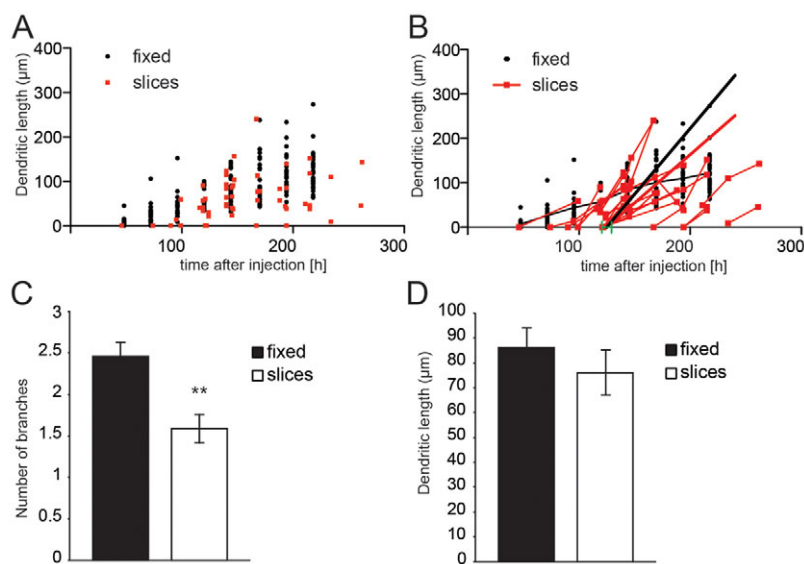 A
Dendritic length (µm)
400
300
200
100
0
fixed
slices
100
200
300
time after injection [h]
B
Dendritic length (µm)
400
300
200
100
0
fixed
slices
100
200
300
time after injection [h]
C
Number of branches
3
2.5
2
1.5
1
0.5
0
**
fixed
slices
D
Dendritic length (µm)
100
90
80
70
60
50
40
30
20
10
0
fixed
slices